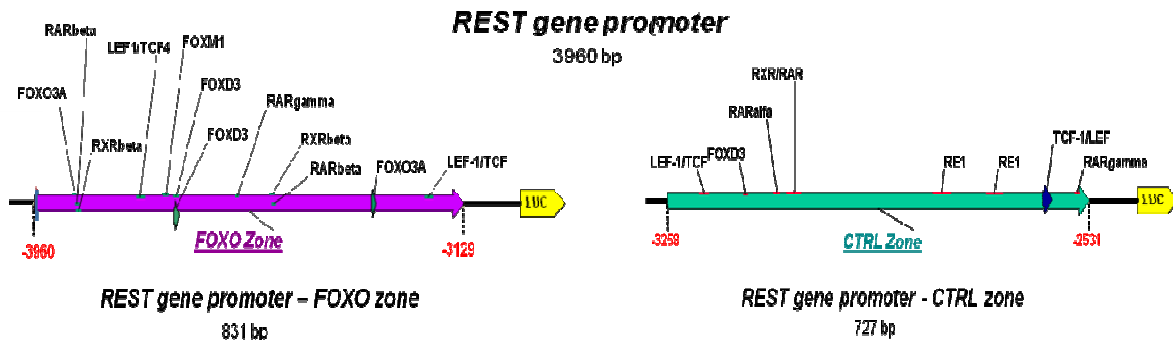 REST gene promoter
3960 bp
RARbeta
LEF1/TCF4
FOXM1
FOXO3A
FOXD3
RARgamma
RXRbeta
FOXD3
RXRbeta
RARbeta
FOXO3A
LEF-1/TCF
LUC
-3960
FOXO Zone
-3129
REST gene promoter – FOXO zone
831 bp
RXR/RAR
RARalfa
LEF-1/TCF
FOXD3
RE1
RE1
TCF-1/LEF
RARgamma
LUC
-3258
CTRL Zone
-2531
REST gene promoter - CTRL zone
727 bp